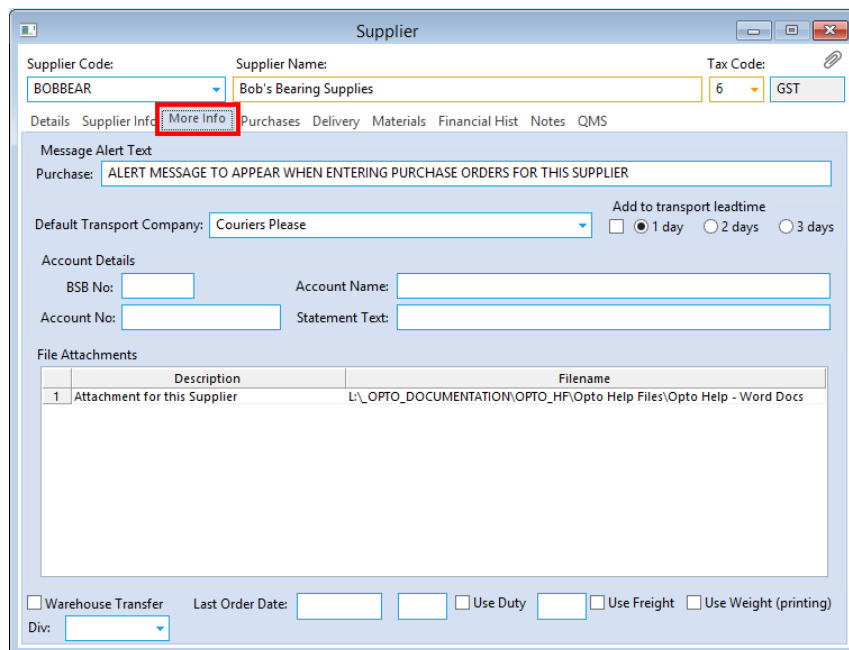 Supplier
Supplier Code: Supplier Name: Tax Code:
BOBBEAR Bob's Bearing Supplies 6 GST
Details Supplier Info More Info Purchases Delivery Materials Financial Hist Notes QMS
Message Alert Text
Purchase: ALERT MESSAGE TO APPEAR WHEN ENTERING PURCHASE ORDERS FOR THIS SUPPLIER
Add to transport leadtime
Default Transport Company: Couriers Please 1 day 2 days 3 days
Account Details
BSB No: Account Name:
Account No: Statement Text:
File Attachments
Description Filename
1 Attachment for this Supplier L:\_OPTO_DOCUMENTATION\OPTO_HF\Opto Help Files\Opto Help - Word Docs
Warehouse Transfer Last Order Date: Use Duty Use Freight Use Weight (printing)
Div: